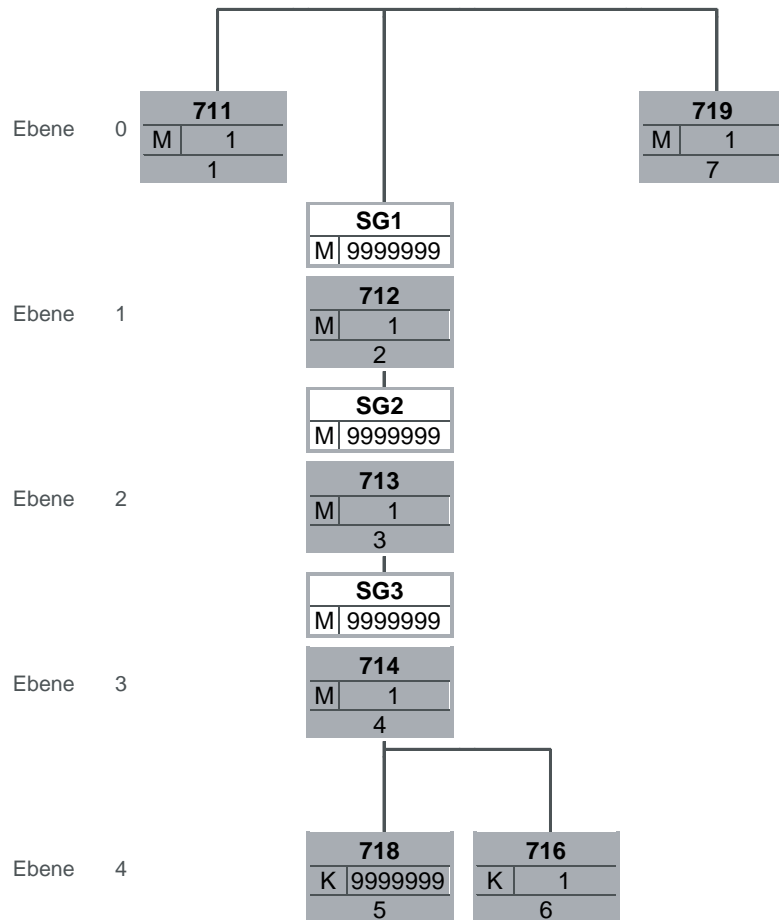 711 719
Ebene 0 M 1 M 1
1 7
SG1
M 9999999
712
Ebene 1 M 1
2
SG2
M 9999999
713
Ebene 2 M 1
3
SG3
M 9999999
714
Ebene 3 M 1
4
718 716
Ebene 4 K 9999999 K 1
5 6